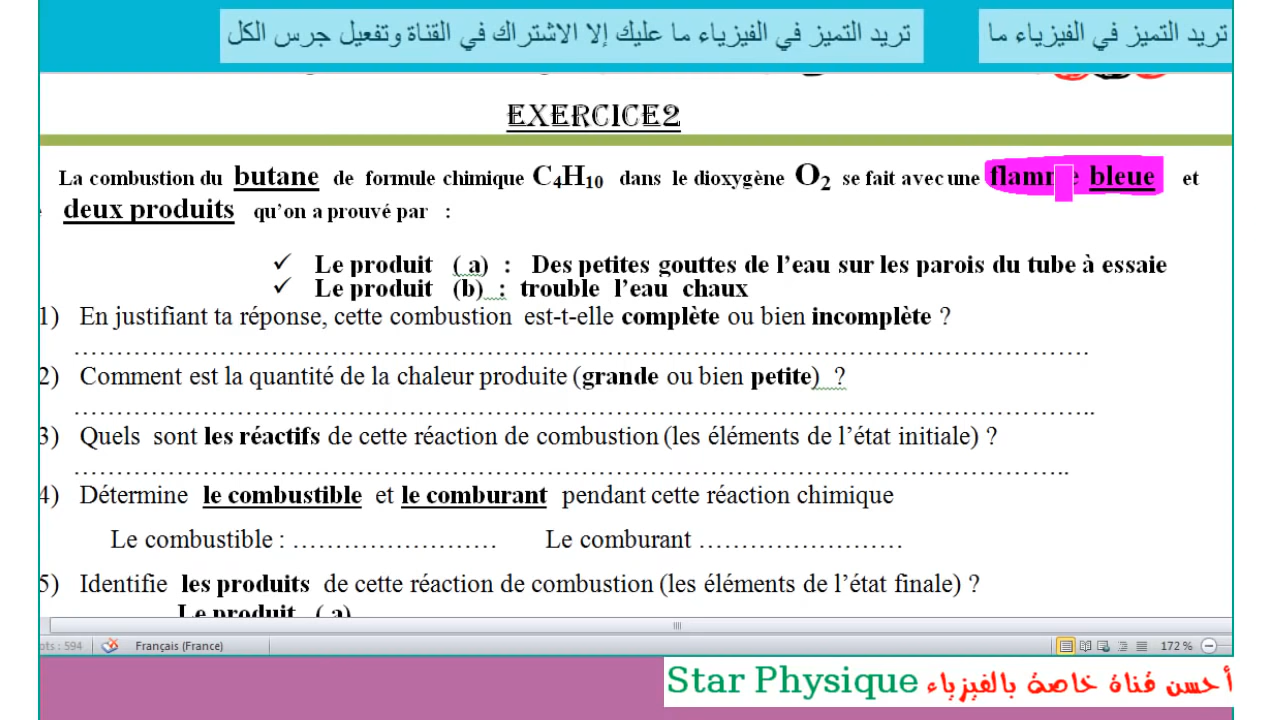 تريد التميز في الفيزياء ما عليك إلا الاشتراك في القناة وتفعيل جرس الكل
تريد التميز في الفيزياء ما
EXERCICE2
La combustion du butane de formule chimique C₄H₁₀ dans le dioxygène O₂ se fait avec une flamme bleue et
deux produits qu'on a prouvé par :
✓ Le produit ( a) : Des petites gouttes de l'eau sur les parois du tube à essaie
✓ Le produit (b) : trouble l'eau chaux
1) En justifiant ta réponse, cette combustion est-t-elle complète ou bien incomplète ?
……………………………………………………………………………………………….
2) Comment est la quantité de la chaleur produite (grande ou bien petite) ?
………………………………………………………………………………………………..
3) Quels sont les réactifs de cette réaction de combustion (les éléments de l'état initiale) ?
……………………………………………………………………………………………..
4) Détermine le combustible et le comburant pendant cette réaction chimique
Le combustible : …………………… Le comburant ……………………
5) Identifie les produits de cette réaction de combustion (les éléments de l'état finale) ?
Le produit ( a)
ots : 594 Français (France) 172 %
Star Physique أحسن قناة خاصة بالفيزياء